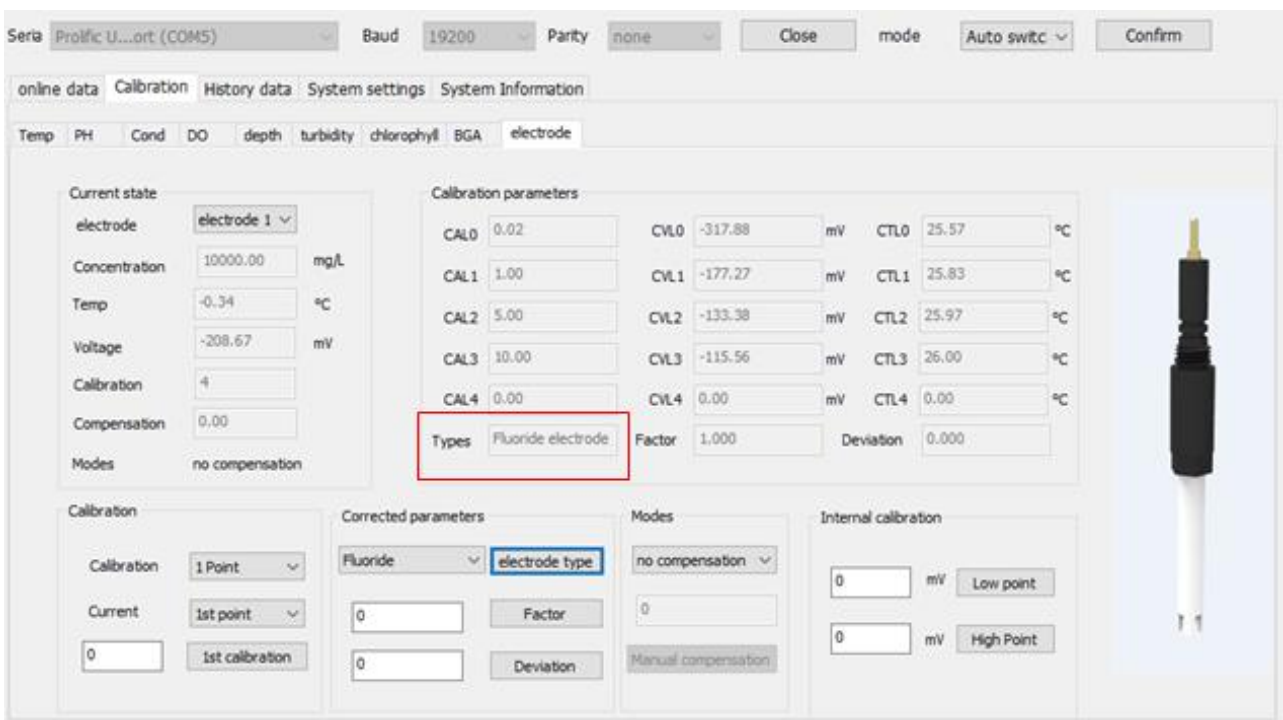 Seria Prolific U...ort (COM5) Baud 19200 Parity none Close mode Auto switc Confirm
online data Calibration History data System settings System Information
Temp PH Cond DO depth turbidity chlorophyll BGA electrode
Current state
electrode electrode 1
Concentration 10000.00 mg/L
Temp -0.34 ºC
Voltage -208.67 mV
Calibration 4
Compensation 0.00
Modes no compensation
Calibration parameters
CAL0 0.02 CVL0 -317.88 mV CTL0 25.57 ºC
CAL1 1.00 CVL1 -177.27 mV CTL1 25.83 ºC
CAL2 5.00 CVL2 -133.38 mV CTL2 25.97 ºC
CAL3 10.00 CVL3 -115.56 mV CTL3 26.00 ºC
CAL4 0.00 CVL4 0.00 mV CTL4 0.00 ºC
Types Fluoride electrode Factor 1.000 Deviation 0.000
Calibration
Calibration 1 Point
Current 1st point
0 1st calibration
Corrected parameters
Fluoride electrode type
0 Factor
0 Deviation
Modes
no compensation
0
Manual compensation
Internal calibration
0 mV Low point
0 mV High Point